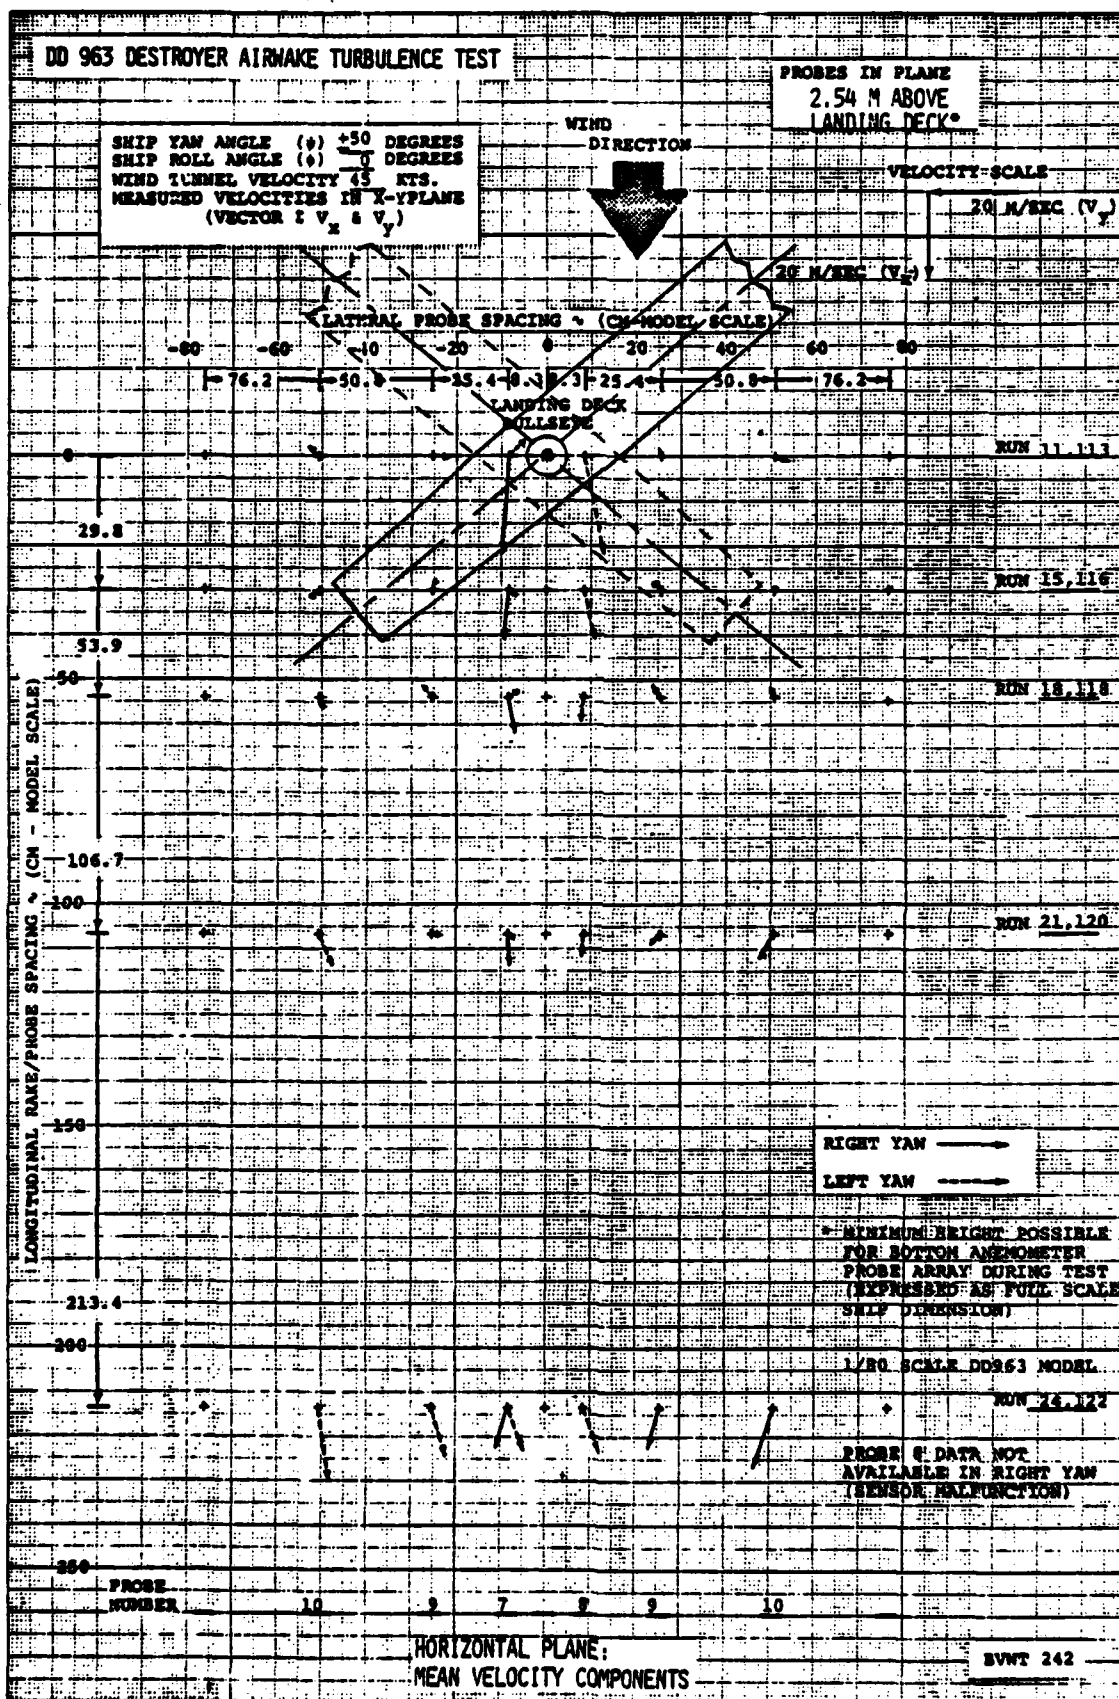 DD 963 DESTROYER AIRWAKE TURBULENCE TEST
PROBES IN PLANE
2.54 M ABOVE
LANDING DECK*
SHIP YAW ANGLE (ψ) +50 DEGREES
SHIP ROLL ANGLE (φ) 0 DEGREES
WIND TUNNEL VELOCITY 45 KTS.
MEASURED VELOCITIES IN X-YPLANE
(VECTOR Σ Vx & Vy)
WIND
DIRECTION
VELOCITY SCALE
20 M/SEC (Vy)
20 M/SEC (Vx)
LATERAL PROBE SPACING ~ (CM-MODEL SCALE)
-80 -60 -40 -20 0 20 40 60 80
76.2 50.8 25.4 8.3 8.3 25.4 50.8 76.2
LANDING DECK
BULLSEYE
0
RUN 11,113
29.8
RUN 15,116
53.9
50
RUN 18,118
LONGITUDINAL RAKE/PROBE SPACING ~ (CM - MODEL SCALE)
106.7
100
RUN 21,120
150
RIGHT YAW
LEFT YAW
* MINIMUM HEIGHT POSSIBLE
FOR BOTTOM ANEMOMETER
PROBE ARRAY DURING TEST
(EXPRESSED AS FULL SCALE
SHIP DIMENSION)
213.4
200
1/80 SCALE DD963 MODEL
RUN 24,122
PROBE 8 DATA NOT
AVAILABLE IN RIGHT YAW
(SENSOR MALFUNCTION)
250
PROBE
NUMBER
10 9 7 8 9 10
HORIZONTAL PLANE:
MEAN VELOCITY COMPONENTS
BVWT 242